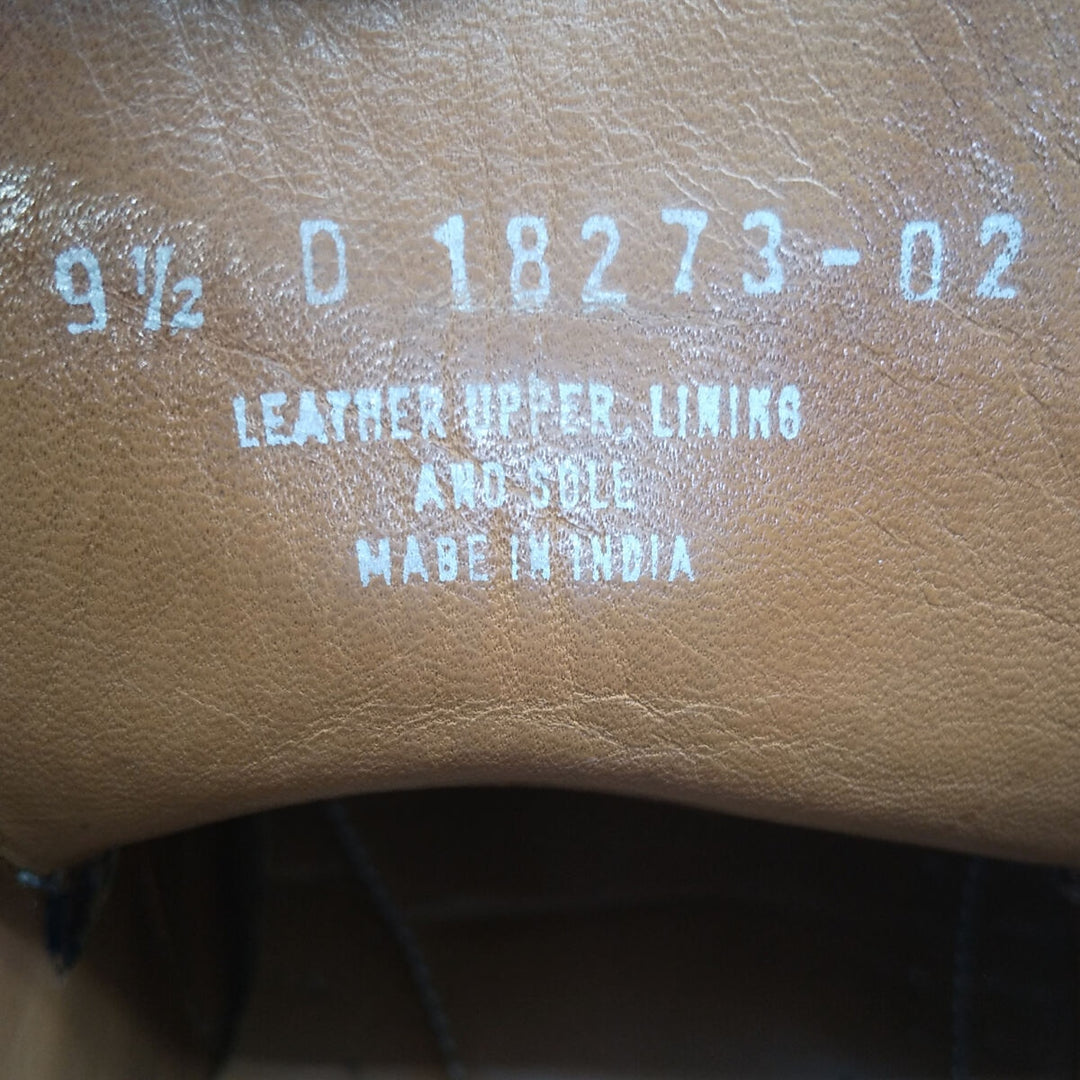 9½ D 18273-02
LEATHER UPPER, LINING
AND SOLE
MADE IN INDIA